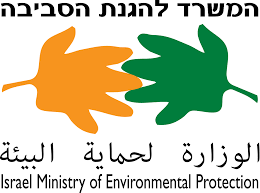 המשרד להגנת הסביבה
الوزارة لحماية البيئة
Israel Ministry of Environmental Protection